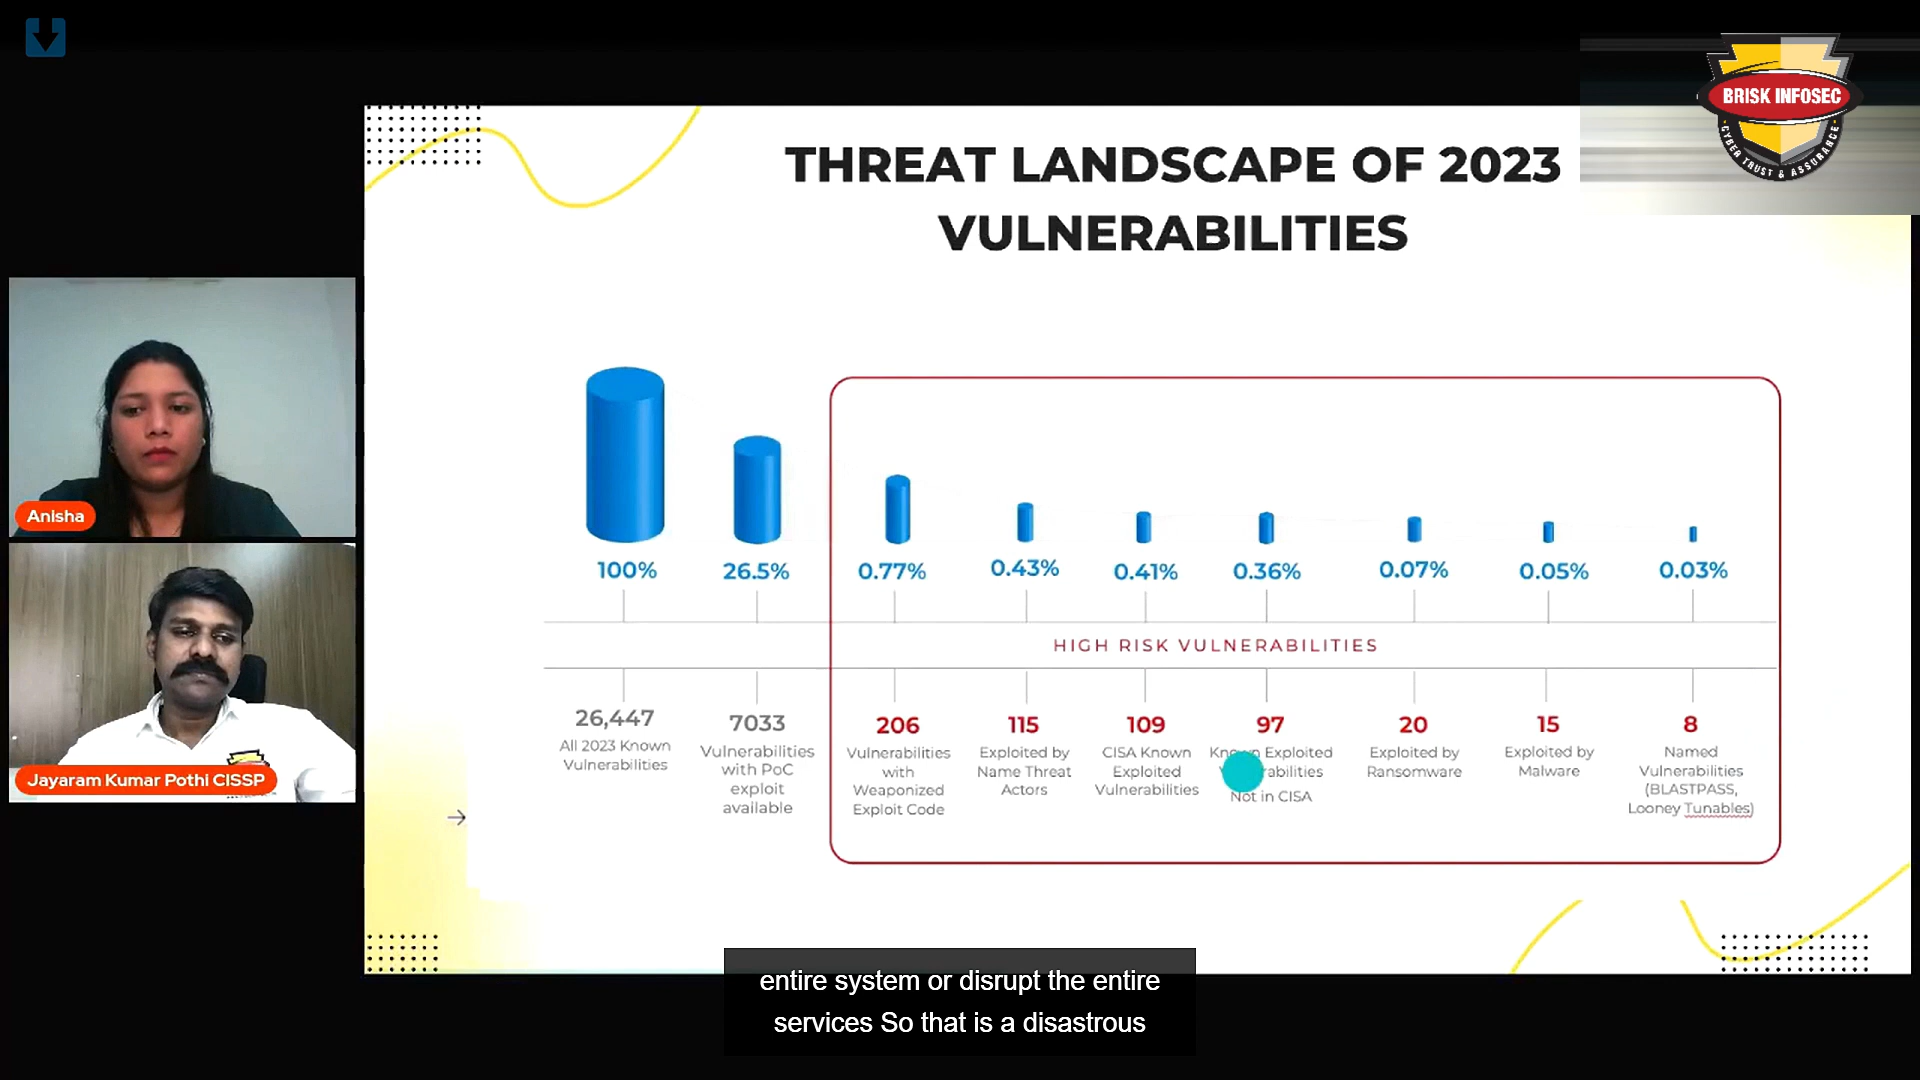 BRISK INFOSEC
CYBER TRUST & ASSURANCE
THREAT LANDSCAPE OF 2023
VULNERABILITIES
Anisha
Jayaram Kumar Pothi CISSP
100%
26.5%
0.77%
0.43%
0.41%
0.36%
0.07%
0.05%
0.03%
HIGH RISK VULNERABILITIES
26,447
All 2023 Known
Vulnerabilities
7033
Vulnerabilities
with PoC
exploit
available
206
Vulnerabilities
with
Weaponized
Exploit Code
115
Exploited by
Name Threat
Actors
109
CISA Known
Exploited
Vulnerabilities
97
Known Exploited
Not in CISA
20
Exploited by
Ransomware
15
Exploited by
Malware
8
Named
Vulnerabilities
(BLASTPASS,
Looney Tunables)
entire system or disrupt the entire
services So that is a disastrous